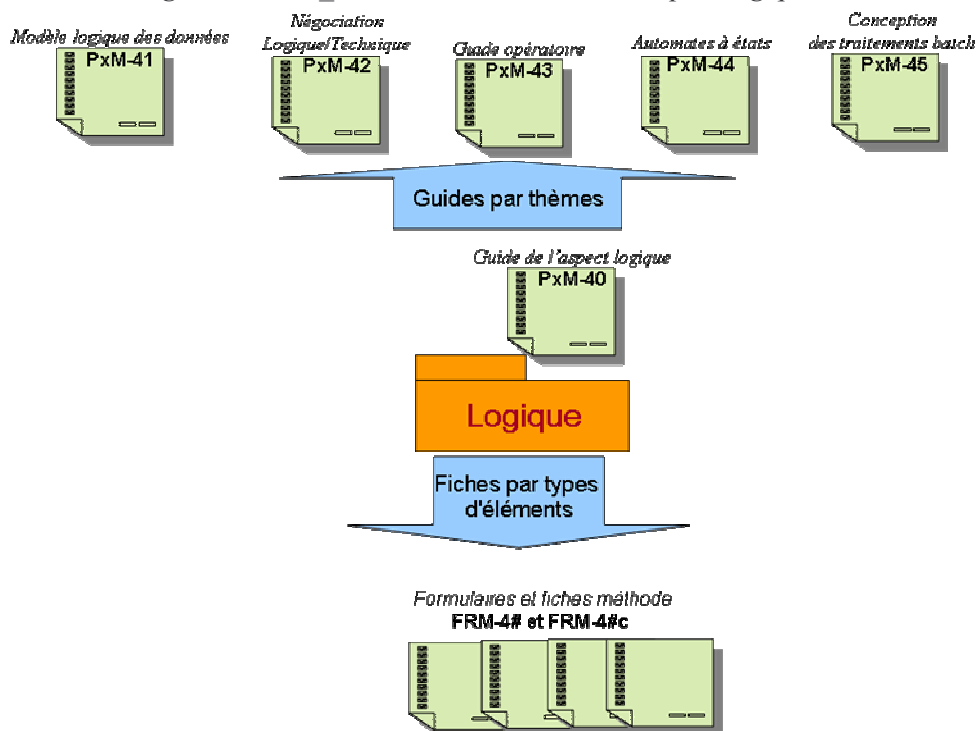 Modèle logique des données
PxM-41
Négociation
Logique/Technique
PxM-42
Guide opératoire
PxM-43
Automates à états
PxM-44
Conception
des traitements batch
PxM-45
Guides par thèmes
Guide de l'aspect logique
PxM-40
Logique
Fiches par types
d'éléments
Formulaires et fiches méthode
FRM-4# et FRM-4#c